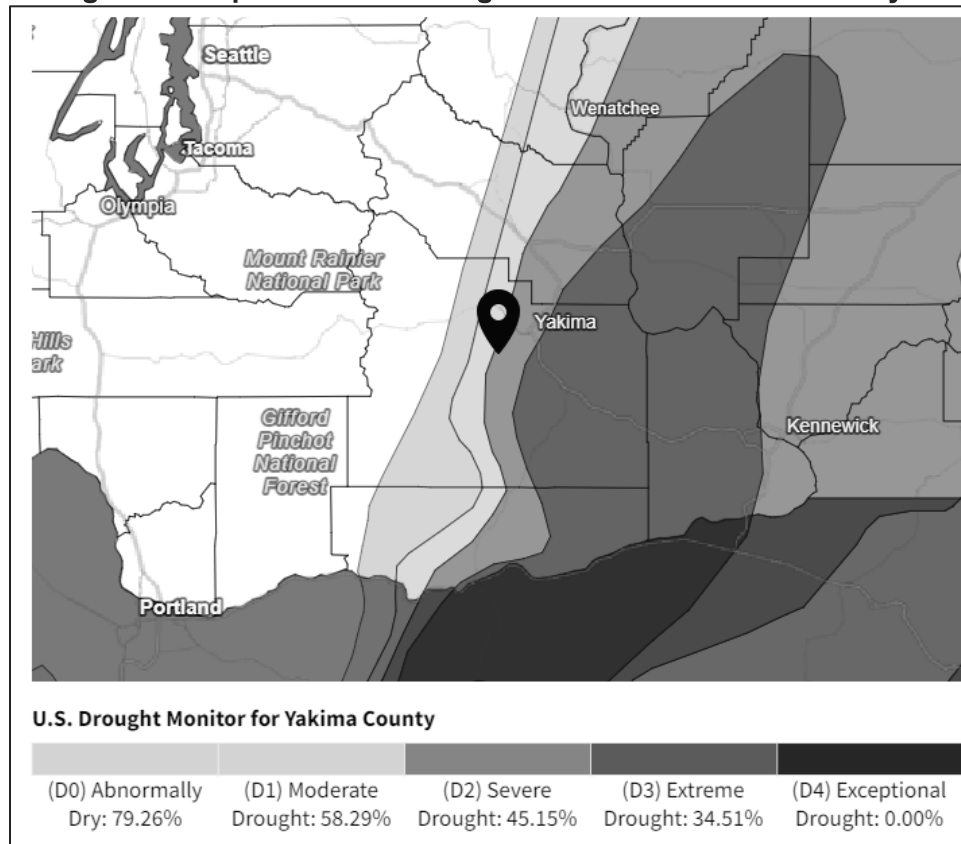 Seattle
Wenatchee
Tacoma
Olympia
Mount Rainier
National Park
Yakima
Hills
ark
Gifford
Pinchot
National
Forest
Kennewick
Portland
U.S. Drought Monitor for Yakima County
(D0) Abnormally
Dry: 79.26%
(D1) Moderate
Drought: 58.29%
(D2) Severe
Drought: 45.15%
(D3) Extreme
Drought: 34.51%
(D4) Exceptional
Drought: 0.00%